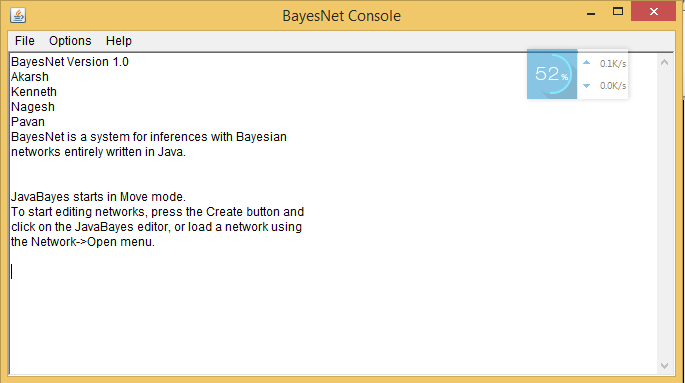 BayesNet Console
File Options Help
BayesNet Version 1.0
Akarsh
Kenneth
Nagesh
Pavan
BayesNet is a system for inferences with Bayesian
networks entirely written in Java.
JavaBayes starts in Move mode.
To start editing networks, press the Create button and
click on the JavaBayes editor, or load a network using
the Network->Open menu.
52%
0.1K/s
0.0K/s